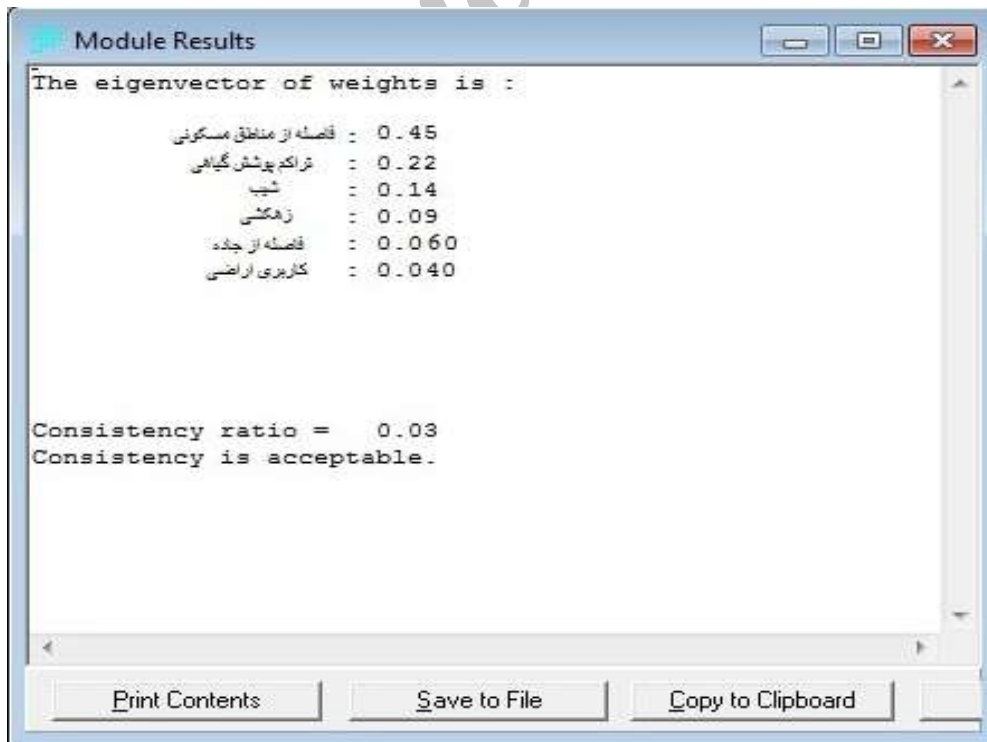 Module Results
The eigenvector of weights is :
فاصله از مناطق مسکونی : 0.45
تراکم پوشش گیاهی : 0.22
شیب : 0.14
زهکشی : 0.09
فاصله از جاده : 0.060
کاربری اراضی : 0.040
Consistency ratio = 0.03
Consistency is acceptable.
Print Contents
Save to File
Copy to Clipboard